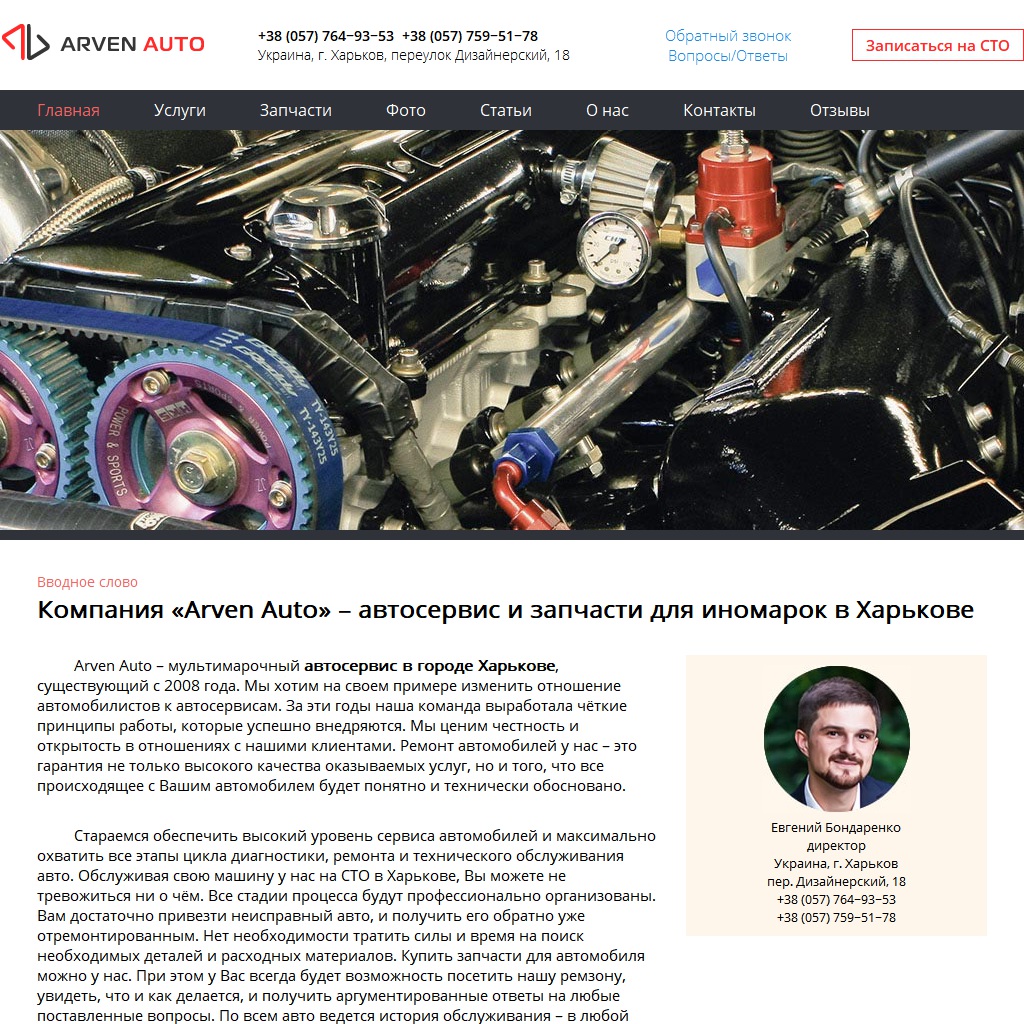 ARVEN AUTO
+38 (057) 764–93–53 +38 (057) 759–51–78
Украина, г. Харьков, переулок Дизайнерский, 18
Обратный звонок
Вопросы/Ответы
Записаться на СТО
Главная Услуги Запчасти Фото Статьи О нас Контакты Отзывы
TY-143Y25
TY-143Y25
POWER & SPORTS
Вводное слово
Компания «Arven Auto» – автосервис и запчасти для иномарок в Харькове
Arven Auto – мультимарочный автосервис в городе Харькове,
существующий с 2008 года. Мы хотим на своем примере изменить отношение
автомобилистов к автосервисам. За эти годы наша команда выработала чёткие
принципы работы, которые успешно внедряются. Мы ценим честность и
открытость в отношениях с нашими клиентами. Ремонт автомобилей у нас – это
гарантия не только высокого качества оказываемых услуг, но и того, что все
происходящее с Вашим автомобилем будет понятно и технически обосновано.
Стараемся обеспечить высокий уровень сервиса автомобилей и максимально
охватить все этапы цикла диагностики, ремонта и технического обслуживания
авто. Обслуживая свою машину у нас на СТО в Харькове, Вы можете не
тревожиться ни о чём. Все стадии процесса будут профессионально организованы.
Вам достаточно привезти неисправный авто, и получить его обратно уже
отремонтированным. Нет необходимости тратить силы и время на поиск
необходимых деталей и расходных материалов. Купить запчасти для автомобиля
можно у нас. При этом у Вас всегда будет возможность посетить нашу ремзону,
увидеть, что и как делается, и получить аргументированные ответы на любые
поставленные вопросы. По всем авто ведется история обслуживания – в любой
Евгений Бондаренко
директор
Украина, г. Харьков
пер. Дизайнерский, 18
+38 (057) 764–93–53
+38 (057) 759–51–78